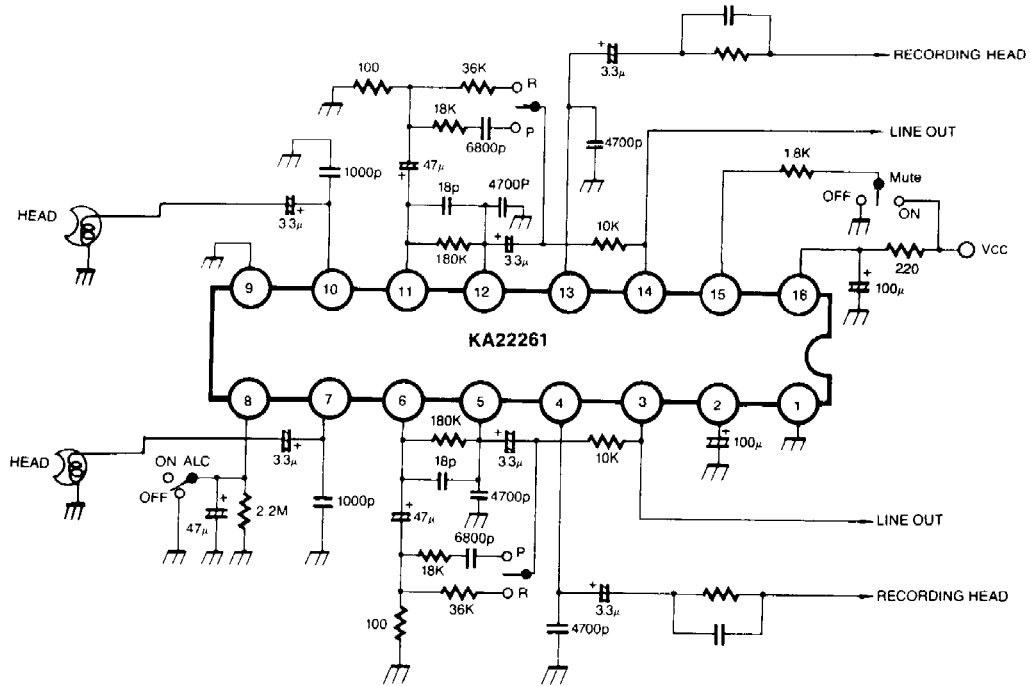 3.3μ
RECORDING HEAD
100
36K
R
18K
P
6800p
4700p
LINE OUT
1000p
47μ
18p
4700P
1.8K
Mute
OFF
ON
HEAD
3.3μ
180K
3.3μ
10K
220
VCC
100μ
9
10
11
12
13
14
15
16
KA22261
8
7
6
5
4
3
2
1
HEAD
3.3μ
180K
3.3μ
10K
100μ
ON ALC
OFF
18p
4700p
47μ
2.2M
1000p
47μ
LINE OUT
6800p
P
18K
R
36K
3.3μ
RECORDING HEAD
100
4700p